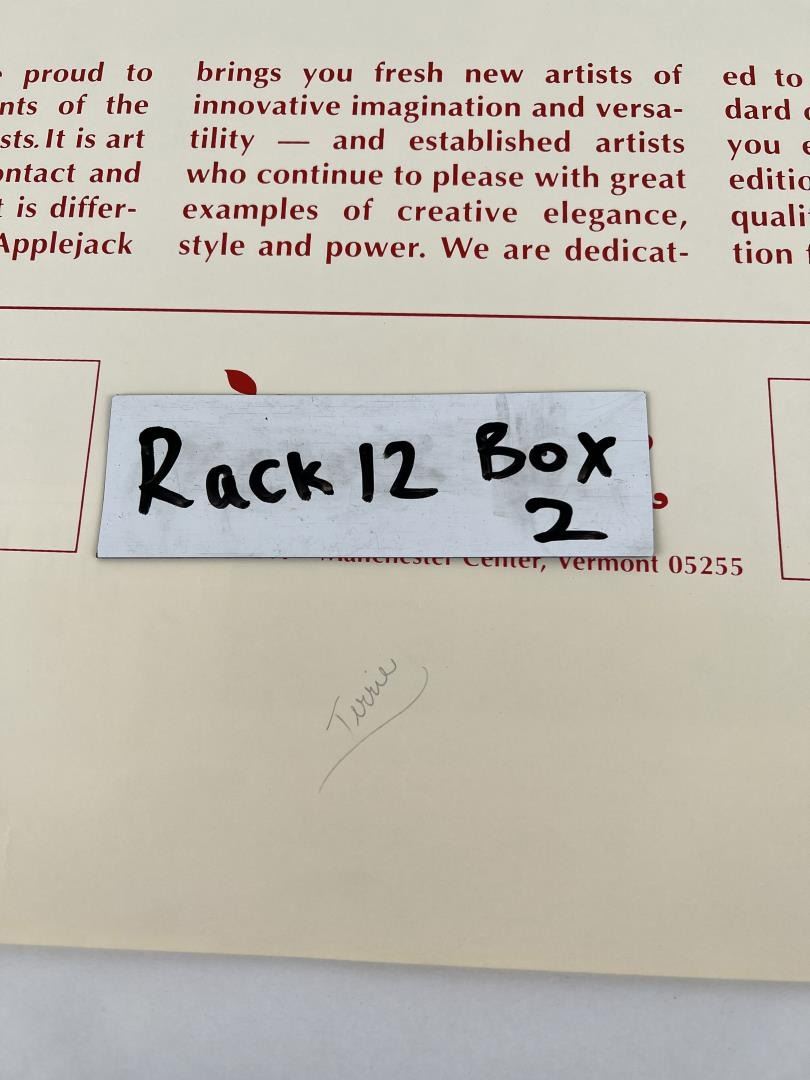 proud to
nts of the
sts. It is art
ontact and
t is differ-
Applejack
brings you fresh new artists of
innovative imagination and versa-
tility — and established artists
who continue to please with great
examples of creative elegance,
style and power. We are dedicat-
ed to
dard
you
editio
quali
tion
Rack 12 Box
2
Manchester Center, Vermont 05255
Terrie